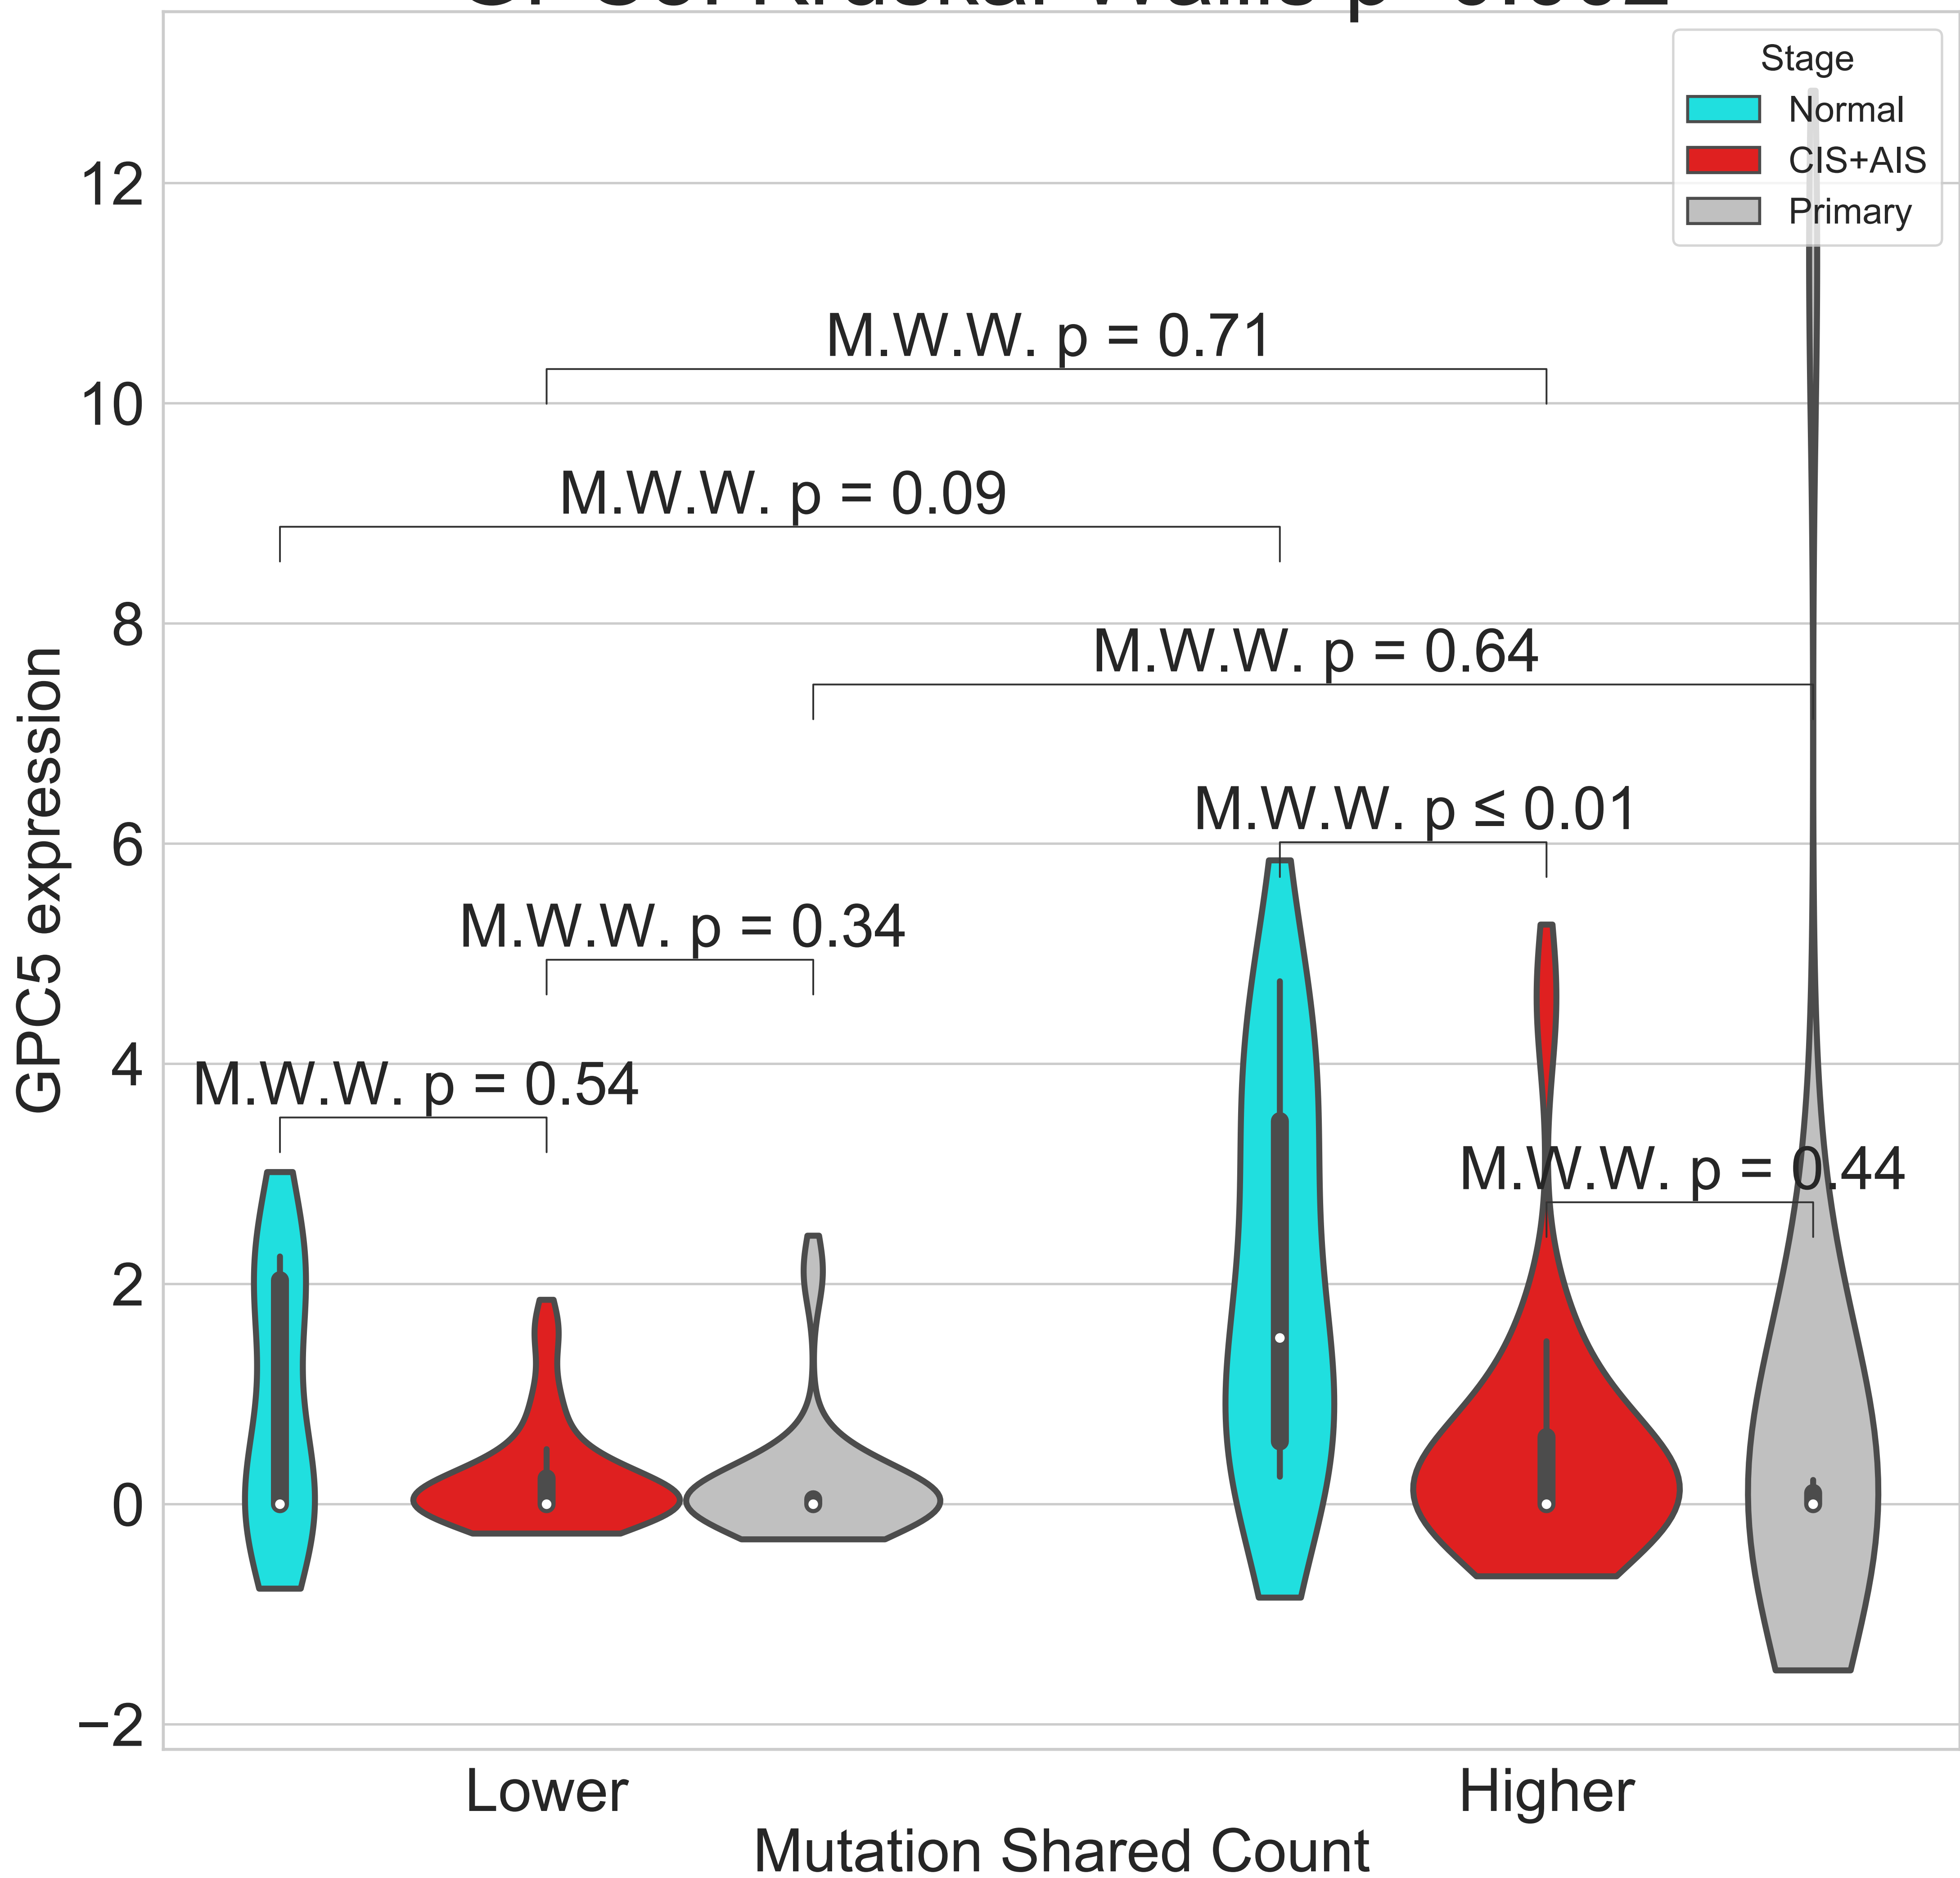 Stage
Normal
CIS+AIS
Primary
12
10
8
6
4
2
0
−2
GPC5 expression
M.W.W. p = 0.71
M.W.W. p = 0.09
M.W.W. p = 0.64
M.W.W. p ≤ 0.01
M.W.W. p = 0.34
M.W.W. p = 0.54
M.W.W. p = 0.44
Lower
Higher
Mutation Shared Count